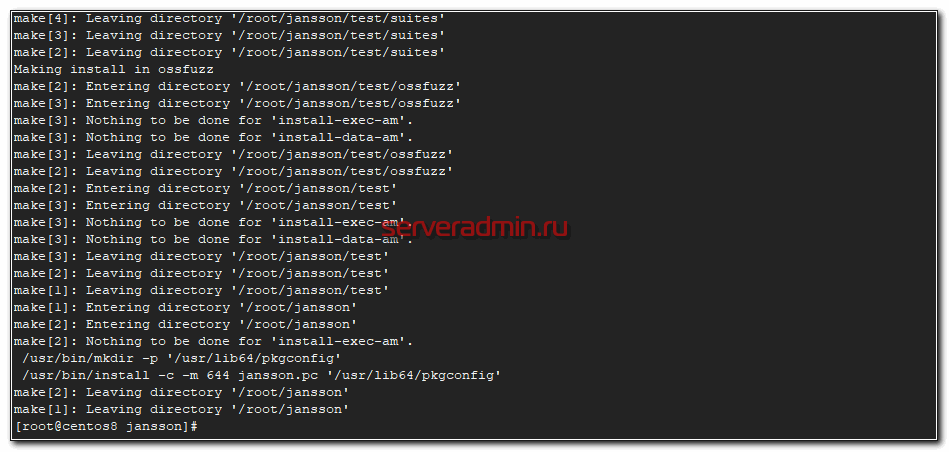 make[4]: Leaving directory '/root/jansson/test/suites'
make[3]: Leaving directory '/root/jansson/test/suites'
make[2]: Leaving directory '/root/jansson/test/suites'
Making install in ossfuzz
make[2]: Entering directory '/root/jansson/test/ossfuzz'
make[3]: Entering directory '/root/jansson/test/ossfuzz'
make[3]: Nothing to be done for 'install-exec-am'.
make[3]: Nothing to be done for 'install-data-am'.
make[3]: Leaving directory '/root/jansson/test/ossfuzz'
make[2]: Leaving directory '/root/jansson/test/ossfuzz'
make[2]: Entering directory '/root/jansson/test'
make[3]: Entering directory '/root/jansson/test'
make[3]: Nothing to be done for 'install-exec-am'.
serveradmin.ru
make[3]: Nothing to be done for 'install-data-am'.
make[3]: Leaving directory '/root/jansson/test'
make[2]: Leaving directory '/root/jansson/test'
make[1]: Leaving directory '/root/jansson/test'
make[1]: Entering directory '/root/jansson'
make[2]: Entering directory '/root/jansson'
make[2]: Nothing to be done for 'install-exec-am'.
 /usr/bin/mkdir -p '/usr/lib64/pkgconfig'
 /usr/bin/install -c -m 644 jansson.pc '/usr/lib64/pkgconfig'
make[2]: Leaving directory '/root/jansson'
make[1]: Leaving directory '/root/jansson'
[root@centos8 jansson]#